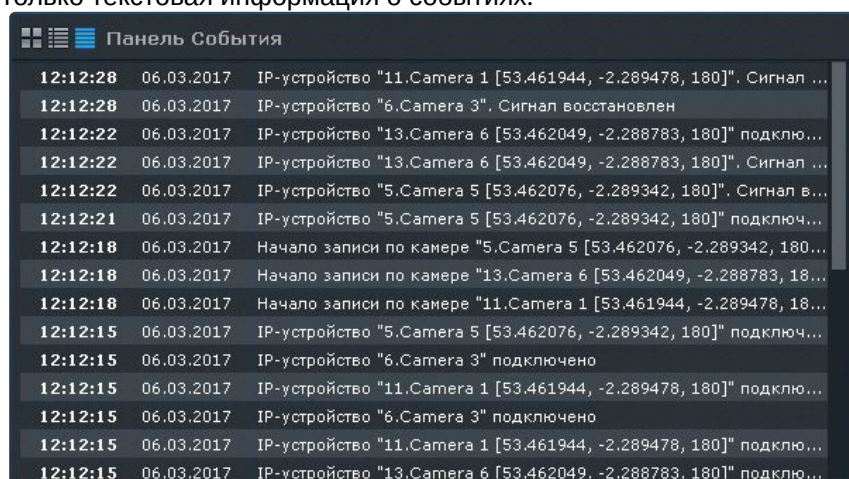 только текстовая информация о событиях.
Панель События
12:12:28 06.03.2017 IP-устройство "11.Camera 1 [53.461944, -2.289478, 180]". Сигнал ...
12:12:28 06.03.2017 IP-устройство "6.Camera 3". Сигнал восстановлен
12:12:22 06.03.2017 IP-устройство "13.Camera 6 [53.462049, -2.288783, 180]" подклю...
12:12:22 06.03.2017 IP-устройство "13.Camera 6 [53.462049, -2.288783, 180]". Сигнал ...
12:12:22 06.03.2017 IP-устройство "5.Camera 5 [53.462076, -2.289342, 180]". Сигнал в...
12:12:21 06.03.2017 IP-устройство "5.Camera 5 [53.462076, -2.289342, 180]" подключ...
12:12:18 06.03.2017 Начало записи по камере "5.Camera 5 [53.462076, -2.289342, 180...
12:12:18 06.03.2017 Начало записи по камере "13.Camera 6 [53.462049, -2.288783, 18...
12:12:18 06.03.2017 Начало записи по камере "11.Camera 1 [53.461944, -2.289478, 18...
12:12:15 06.03.2017 IP-устройство "5.Camera 5 [53.462076, -2.289342, 180]" подключ...
12:12:15 06.03.2017 IP-устройство "6.Camera 3" подключено
12:12:15 06.03.2017 IP-устройство "11.Camera 1 [53.461944, -2.289478, 180]" подклю...
12:12:15 06.03.2017 IP-устройство "6.Camera 3" подключено
12:12:15 06.03.2017 IP-устройство "11.Camera 1 [53.461944, -2.289478, 180]" подклю...
12:12:15 06.03.2017 IP-устройство "13.Camera 6 [53.462049, -2.288783, 180]" подклю...